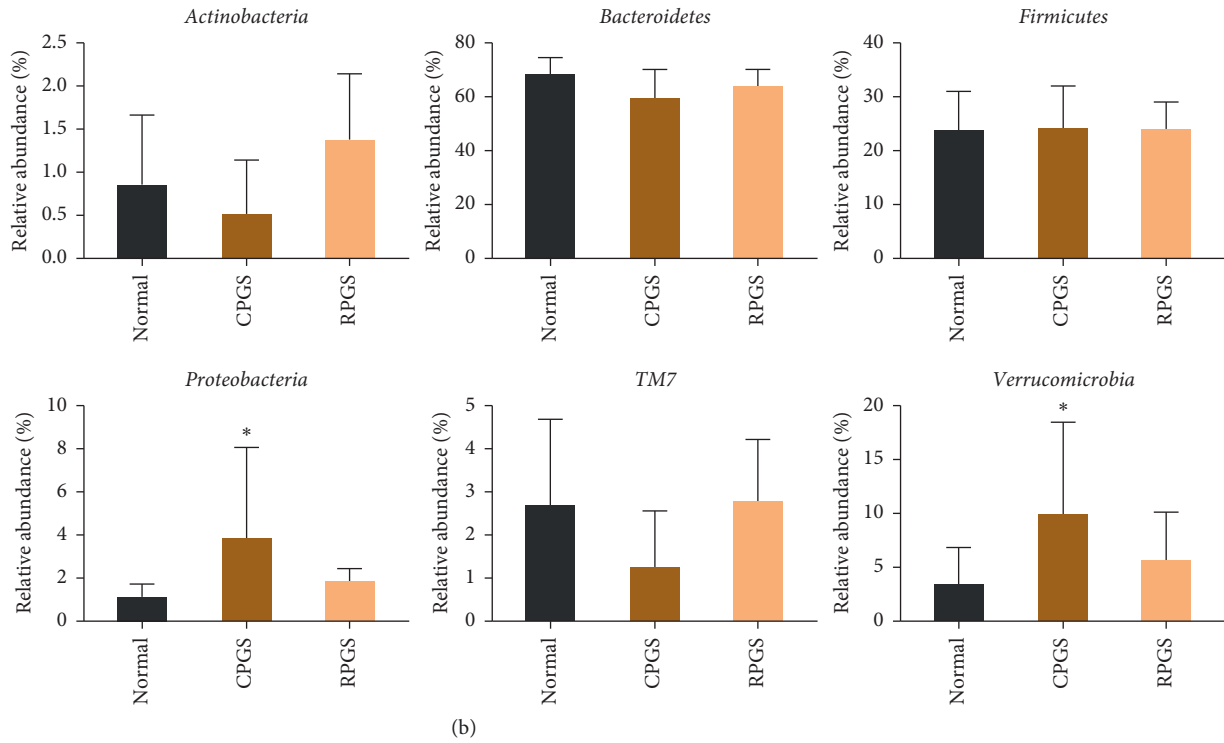 Actinobacteria
Relative abundance (%)
2.5
2.0
1.5
1.0
0.5
0.0
Normal
CPGS
RPGS
Bacteroidetes
Relative abundance (%)
80
60
40
20
0
Normal
CPGS
RPGS
Firmicutes
Relative abundance (%)
40
30
20
10
0
Normal
CPGS
RPGS
Proteobacteria
Relative abundance (%)
10
8
6
4
2
0
*
Normal
CPGS
RPGS
TM7
Relative abundance (%)
5
4
3
2
1
0
Normal
CPGS
RPGS
Verrucomicrobia
Relative abundance (%)
20
15
10
5
0
*
Normal
CPGS
RPGS
(b)